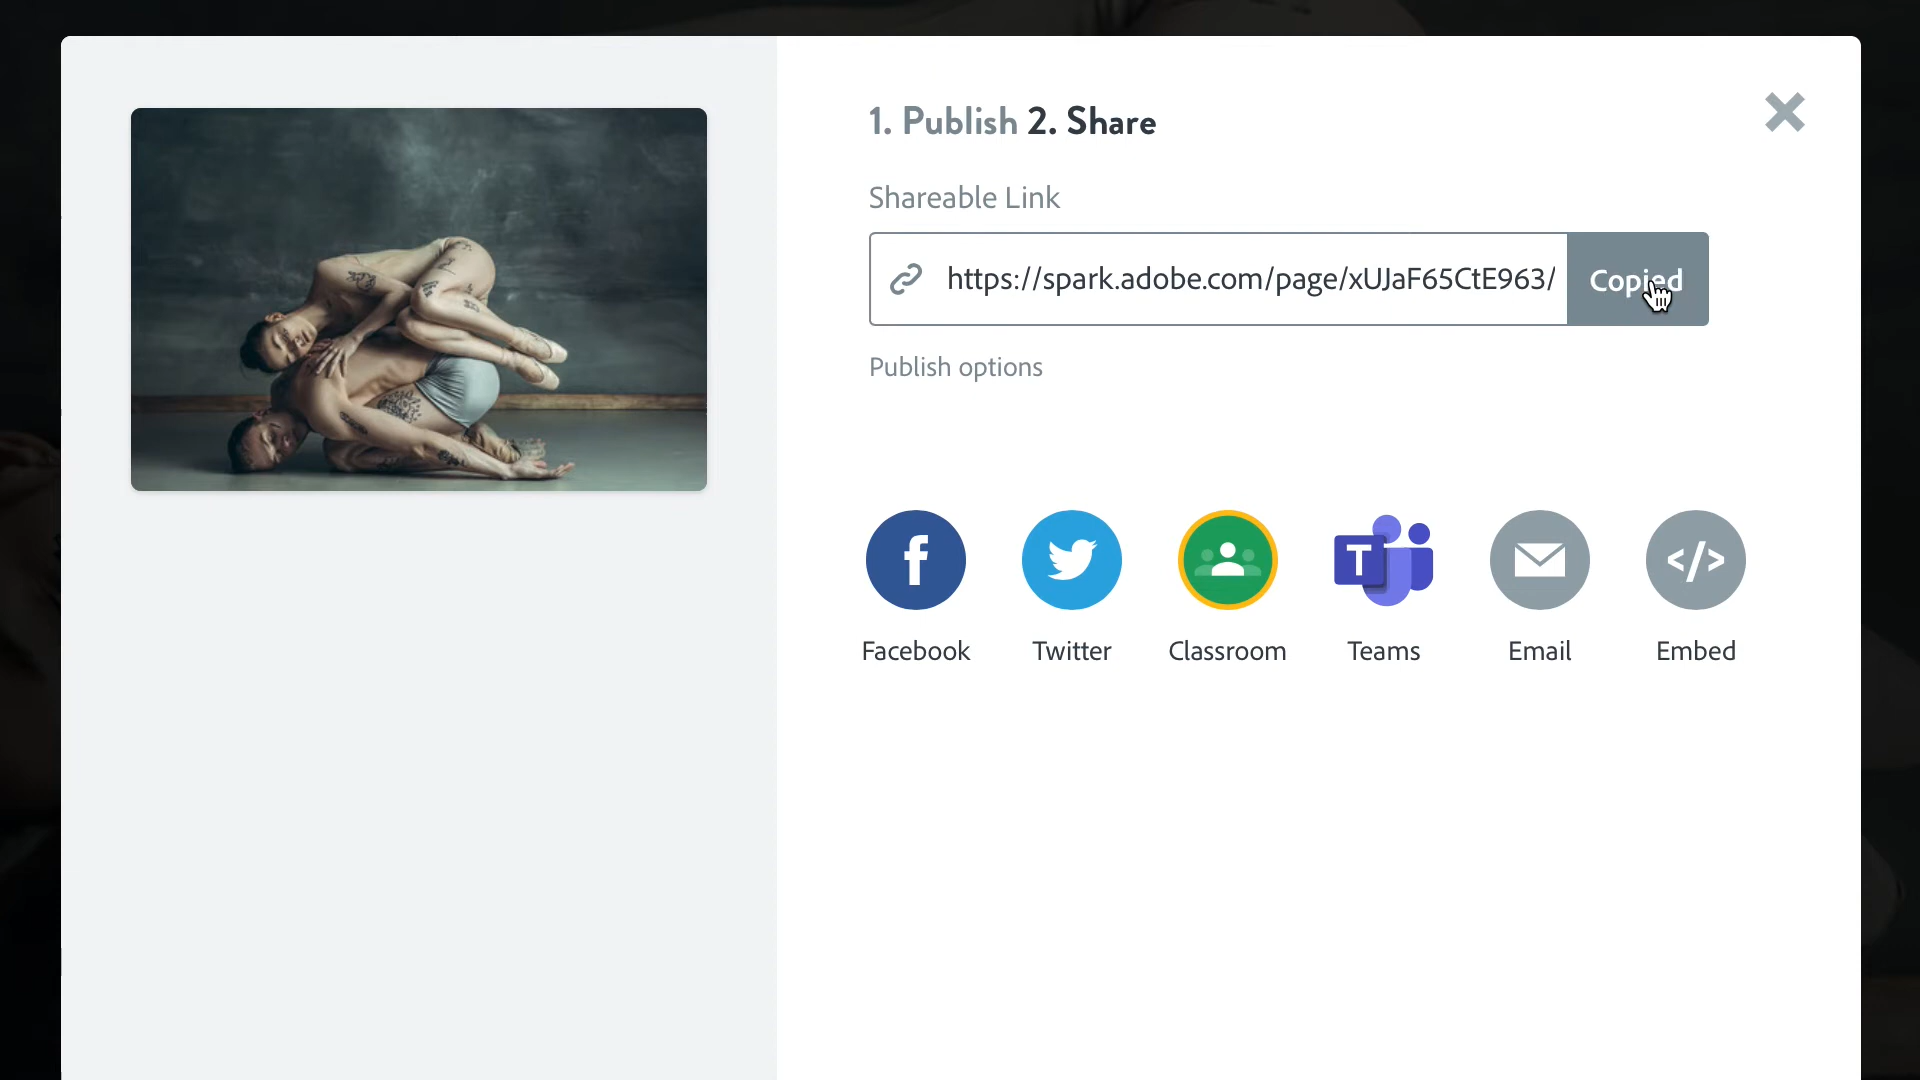 1. Publish 2. Share
Shareable Link
https://spark.adobe.com/page/xUJaF65CtE963/
Copied
Publish options
f
T
</>
Facebook
Twitter
Classroom
Teams
Email
Embed